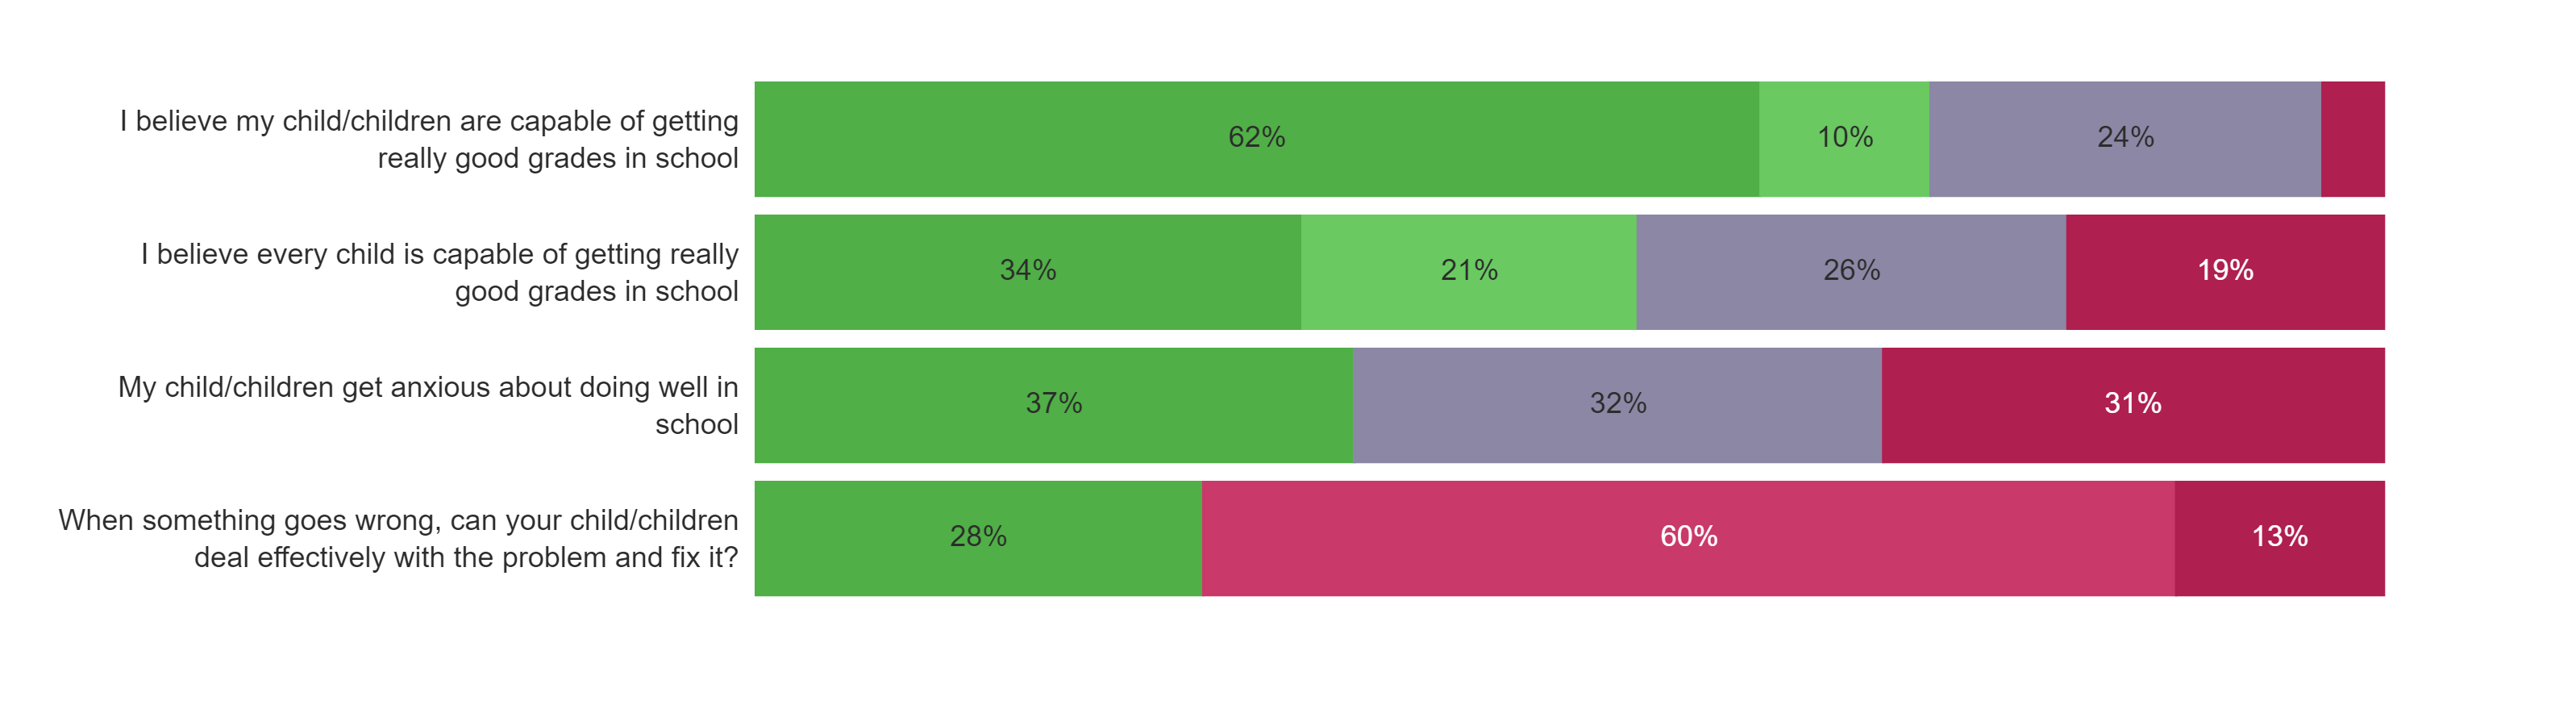 I believe my child/children are capable of getting
really good grades in school
62%
10%
24%
I believe every child is capable of getting really
good grades in school
34%
21%
26%
19%
My child/children get anxious about doing well in
school
37%
32%
31%
When something goes wrong, can your child/children
deal effectively with the problem and fix it?
28%
60%
13%